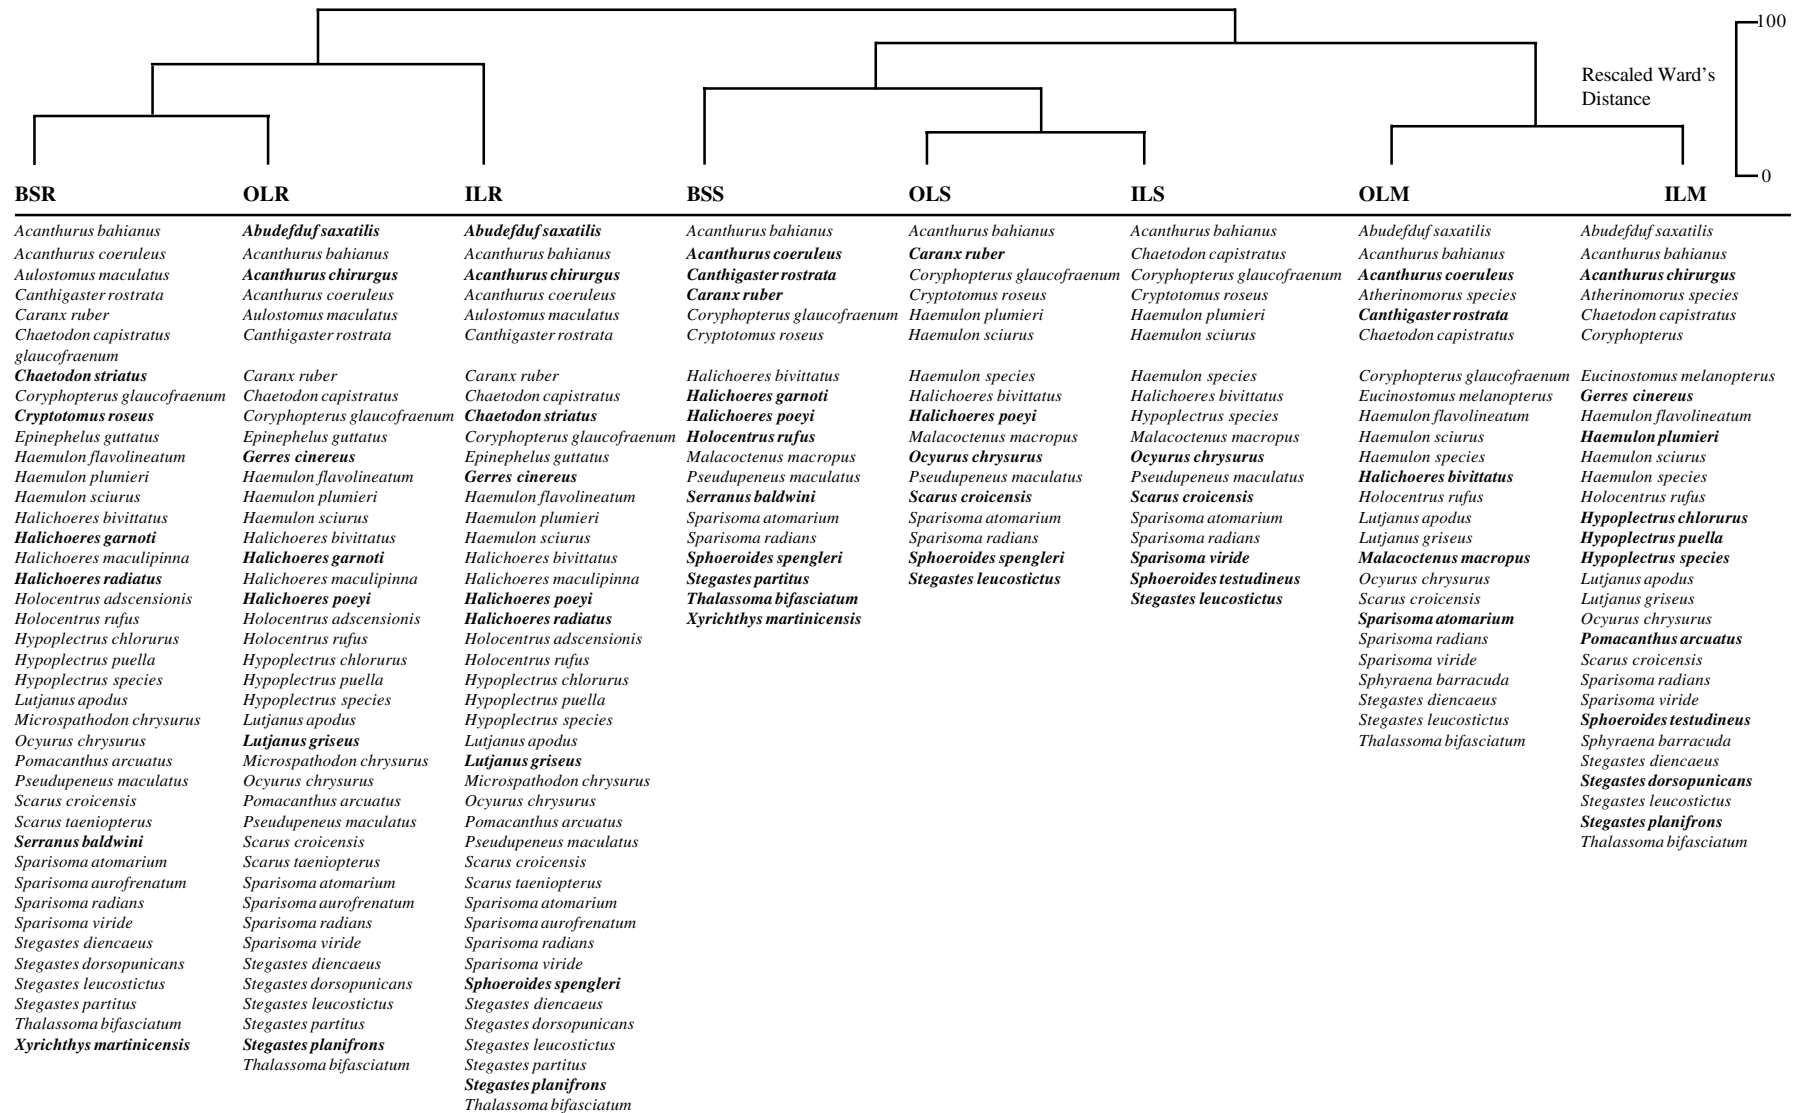 100
Rescaled Ward's
Distance
0
BSR OLR ILR BSS OLS ILS OLM ILM
Acanthurus bahianus Abudefduf saxatilis Abudefduf saxatilis Acanthurus bahianus Acanthurus bahianus Acanthurus bahianus Abudefduf saxatilis Abudefduf saxatilis
Acanthurus coeruleus Acanthurus bahianus Acanthurus bahianus Acanthurus coeruleus Caranx ruber Chaetodon capistratus Acanthurus bahianus Acanthurus bahianus
Aulostomus maculatus Acanthurus chirurgus Acanthurus chirurgus Canthigaster rostrata Coryphopterus glaucofraenum Coryphopterus glaucofraenum Acanthurus coeruleus Acanthurus chirurgus
Canthigaster rostrata Acanthurus coeruleus Acanthurus coeruleus Caranx ruber Cryptotomus roseus Cryptotomus roseus Atherinomorus species Atherinomorus species
Caranx ruber Aulostomus maculatus Aulostomus maculatus Coryphopterus glaucofraenum Haemulon plumieri Haemulon plumieri Canthigaster rostrata Chaetodon capistratus
Chaetodon capistratus Canthigaster rostrata Canthigaster rostrata Cryptotomus roseus Haemulon sciurus Haemulon sciurus Chaetodon capistratus Coryphopterus
glaucofraenum
Chaetodon striatus Caranx ruber Caranx ruber Halichoeres bivittatus Haemulon species Haemulon species Coryphopterus glaucofraenum Eucinostomus melanopterus
Coryphopterus glaucofraenum Chaetodon capistratus Chaetodon capistratus Halichoeres garnoti Halichoeres bivittatus Halichoeres bivittatus Eucinostomus melanopterus Gerres cinereus
Cryptotomus roseus Coryphopterus glaucofraenum Chaetodon striatus Halichoeres poeyi Halichoeres poeyi Hypoplectrus species Haemulon flavolineatum Haemulon flavolineatum
Epinephelus guttatus Epinephelus guttatus Coryphopterus glaucofraenum Holocentrus rufus Malacoctenus macropus Malacoctenus macropus Haemulon sciurus Haemulon plumieri
Haemulon flavolineatum Gerres cinereus Epinephelus guttatus Malacoctenus macropus Ocyurus chrysurus Ocyurus chrysurus Haemulon species Haemulon sciurus
Haemulon plumieri Haemulon flavolineatum Gerres cinereus Pseudupeneus maculatus Pseudupeneus maculatus Pseudupeneus maculatus Halichoeres bivittatus Haemulon species
Haemulon sciurus Haemulon plumieri Haemulon flavolineatum Serranus baldwini Scarus croicensis Scarus croicensis Holocentrus rufus Holocentrus rufus
Halichoeres bivittatus Haemulon sciurus Haemulon plumieri Sparisoma atomarium Sparisoma atomarium Sparisoma atomarium Lutjanus apodus Hypoplectrus chlorurus
Halichoeres garnoti Halichoeres bivittatus Haemulon sciurus Sparisoma radians Sparisoma radians Sparisoma radians Lutjanus griseus Hypoplectrus puella
Halichoeres maculipinna Halichoeres garnoti Halichoeres bivittatus Sphoeroides spengleri Sphoeroides spengleri Sparisoma viride Malacoctenus macropus Hypoplectrus species
Halichoeres radiatus Halichoeres maculipinna Halichoeres maculipinna Stegastes partitus Stegastes leucostictus Sphoeroides testudineus Ocyurus chrysurus Lutjanus apodus
Holocentrus adscensionis Halichoeres poeyi Halichoeres poeyi Thalassoma bifasciatum Stegastes leucostictus Scarus croicensis Lutjanus griseus
Holocentrus rufus Holocentrus adscensionis Halichoeres radiatus Xyrichthys martinicensis Sparisoma atomarium Ocyurus chrysurus
Hypoplectrus chlorurus Holocentrus rufus Holocentrus adscensionis Sparisoma radians Pomacanthus arcuatus
Hypoplectrus puella Hypoplectrus chlorurus Holocentrus rufus Sparisoma viride Scarus croicensis
Hypoplectrus species Hypoplectrus puella Hypoplectrus chlorurus Sphyraena barracuda Sparisoma radians
Lutjanus apodus Hypoplectrus species Hypoplectrus puella Stegastes diencaeus Sparisoma viride
Microspathodon chrysurus Lutjanus apodus Hypoplectrus species Stegastes leucostictus Sphoeroides testudineus
Ocyurus chrysurus Lutjanus griseus Lutjanus apodus Thalassoma bifasciatum Sphyraena barracuda
Pomacanthus arcuatus Microspathodon chrysurus Lutjanus griseus Stegastes diencaeus
Pseudupeneus maculatus Ocyurus chrysurus Microspathodon chrysurus Stegastes dorsopunicans
Scarus croicensis Pomacanthus arcuatus Ocyurus chrysurus Stegastes leucostictus
Scarus taeniopterus Pseudupeneus maculatus Pomacanthus arcuatus Stegastes planifrons
Serranus baldwini Scarus croicensis Pseudupeneus maculatus Thalassoma bifasciatum
Sparisoma atomarium Scarus taeniopterus Scarus croicensis
Sparisoma aurofrenatum Sparisoma atomarium Scarus taeniopterus
Sparisoma radians Sparisoma aurofrenatum Sparisoma atomarium
Sparisoma viride Sparisoma radians Sparisoma aurofrenatum
Stegastes diencaeus Sparisoma viride Sparisoma radians
Stegastes dorsopunicans Stegastes diencaeus Sparisoma viride
Stegastes leucostictus Stegastes dorsopunicans Sphoeroides spengleri
Stegastes partitus Stegastes leucostictus Stegastes diencaeus
Thalassoma bifasciatum Stegastes partitus Stegastes dorsopunicans
Xyrichthys martinicensis Stegastes planifrons Stegastes leucostictus
Thalassoma bifasciatum Stegastes partitus
Stegastes planifrons
Thalassoma bifasciatum